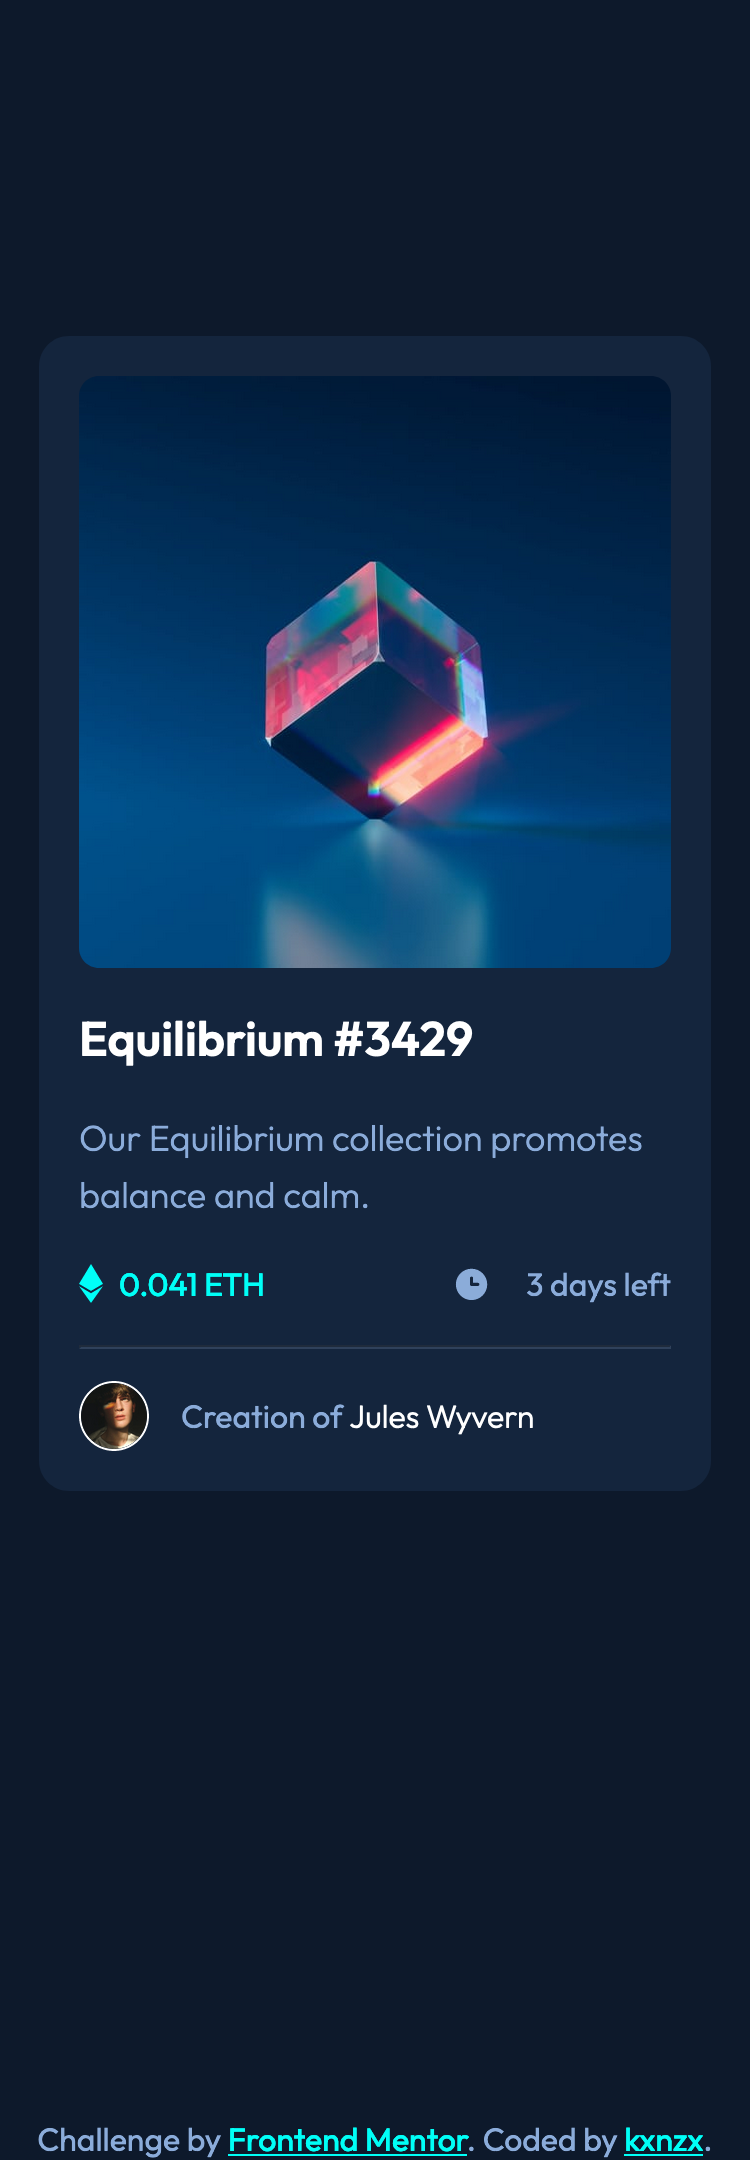 Equilibrium #3429
Our Equilibrium collection promotes
balance and calm.
0.041 ETH
3 days left
Creation of Jules Wyvern
Challenge by Frontend Mentor. Coded by kxnzx.